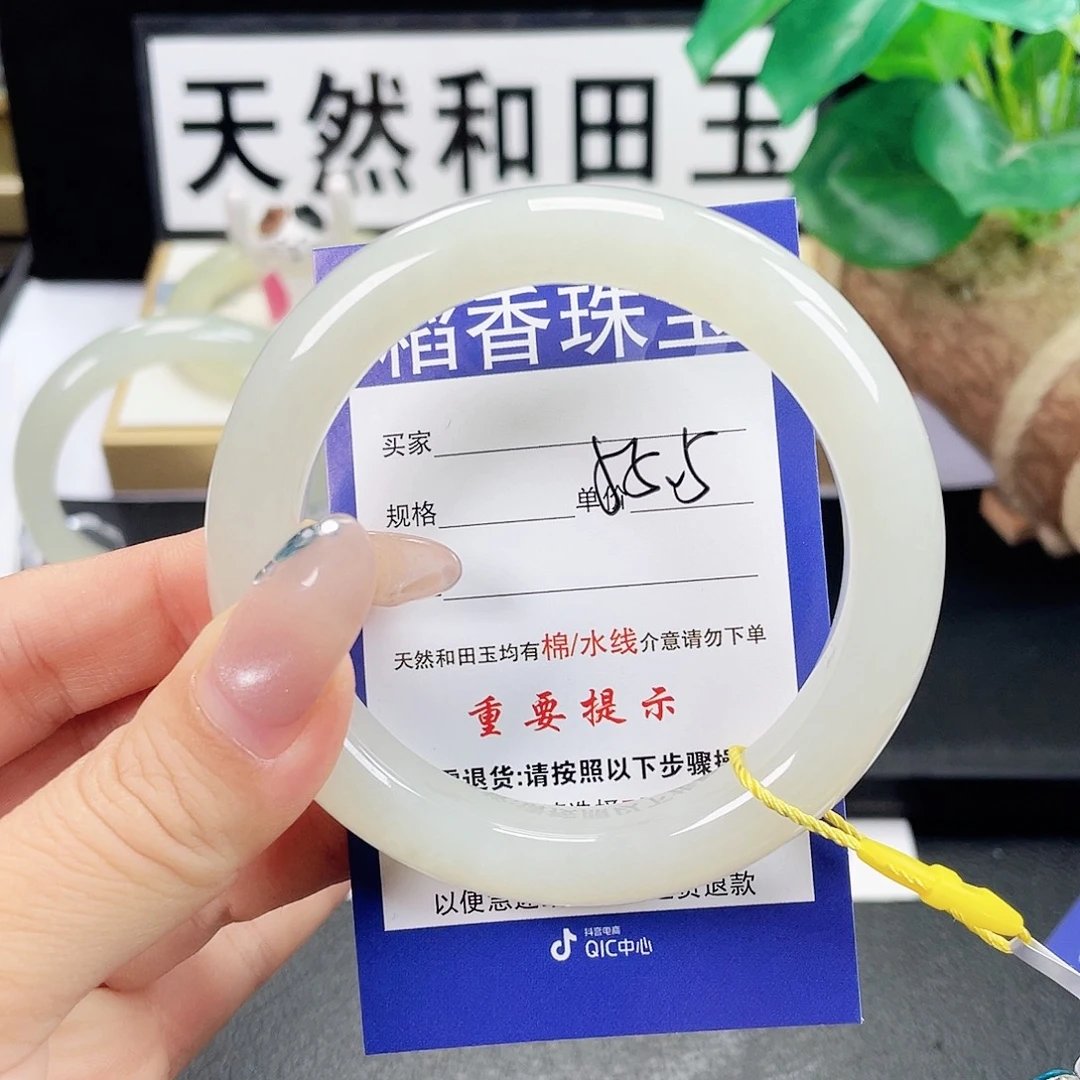 天然和田玉
稻香珠宝
买家
规格 单价
天然和田玉均有棉/水线介意请勿下单
重要提示
退货:请按照以下步骤操
以便 退款
抖音电商
QIC中心